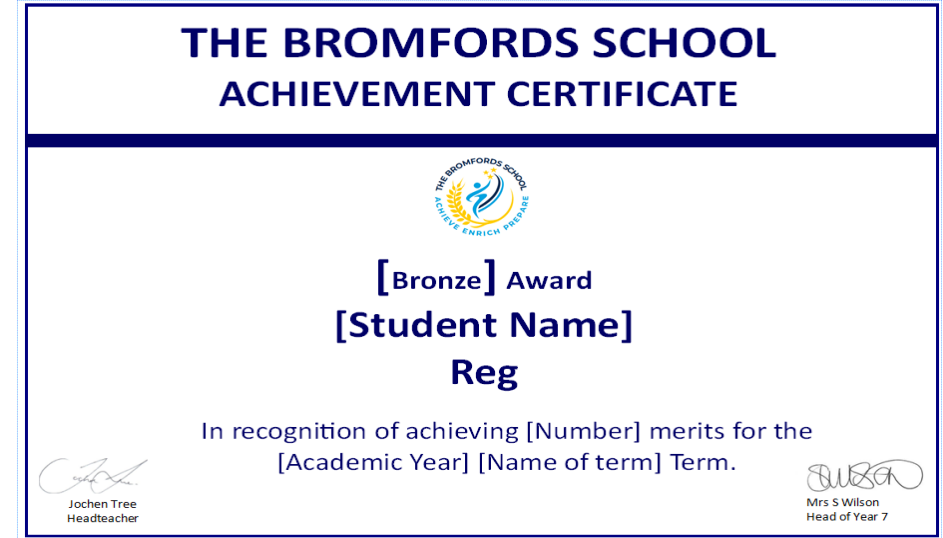 THE BROMFORDS SCHOOL
ACHIEVEMENT CERTIFICATE
THE BROMFORDS SCHOOL
ACHIEVE ENRICH PREPARE
[Bronze] Award
[Student Name]
Reg
In recognition of achieving [Number] merits for the
[Academic Year] [Name of term] Term.
Jochen Tree
Headteacher
Mrs S Wilson
Head of Year 7